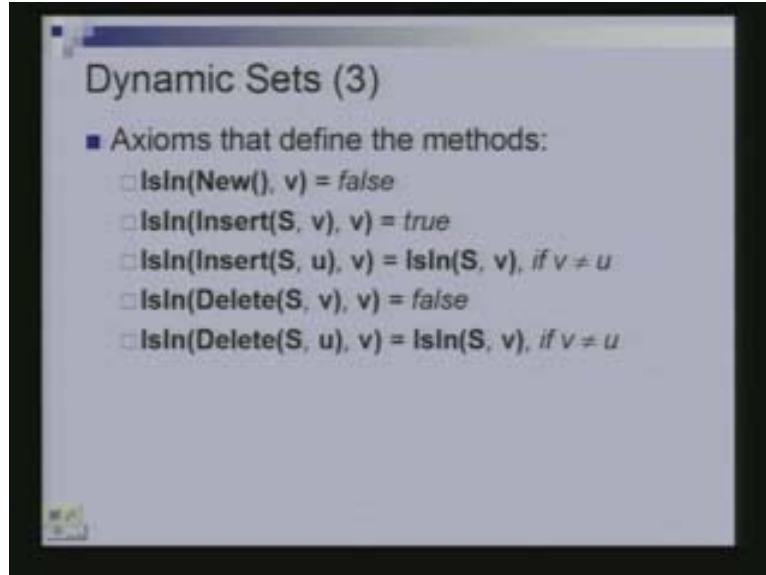 Dynamic Sets (3)
Axioms that define the methods:
IsIn(New(), v) = false
IsIn(Insert(S, v), v) = true
IsIn(Insert(S, u), v) = IsIn(S, v), if v ≠ u
IsIn(Delete(S, v), v) = false
IsIn(Delete(S, u), v) = IsIn(S, v), if v ≠ u